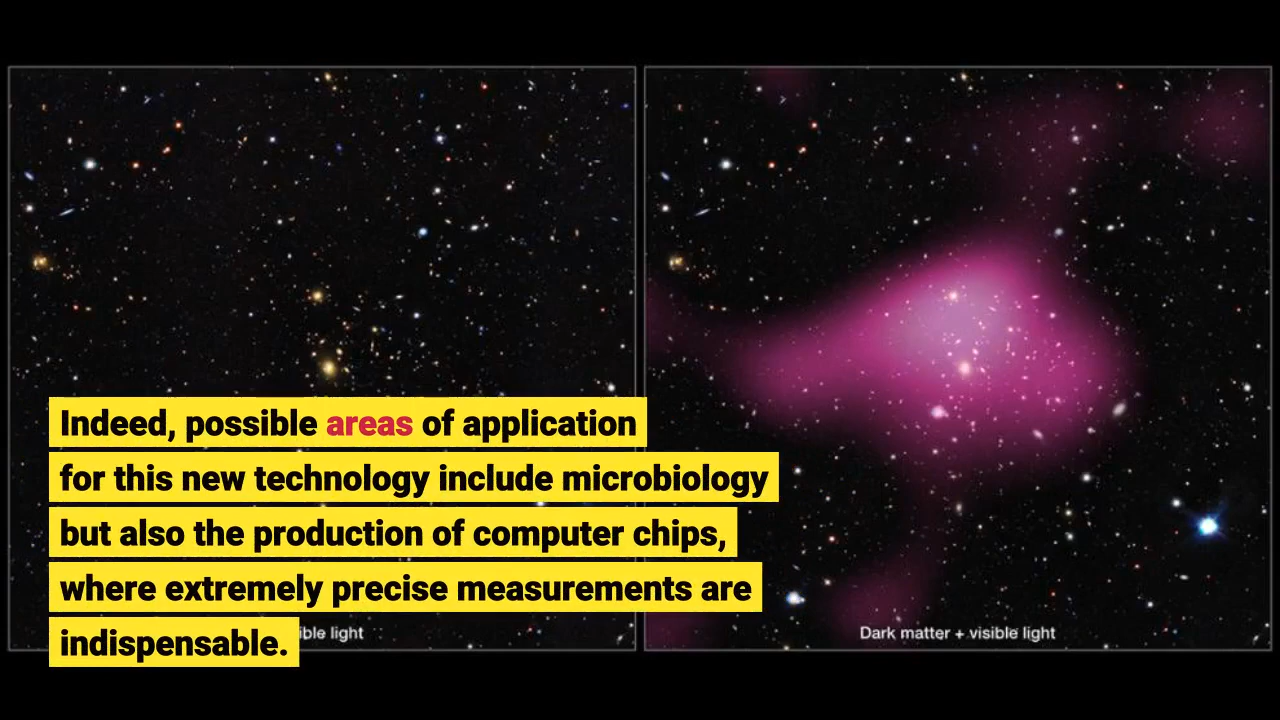 Indeed, possible areas of application
for this new technology include microbiology
but also the production of computer chips,
where extremely precise measurements are
indispensable.
light
Dark matter + visible light